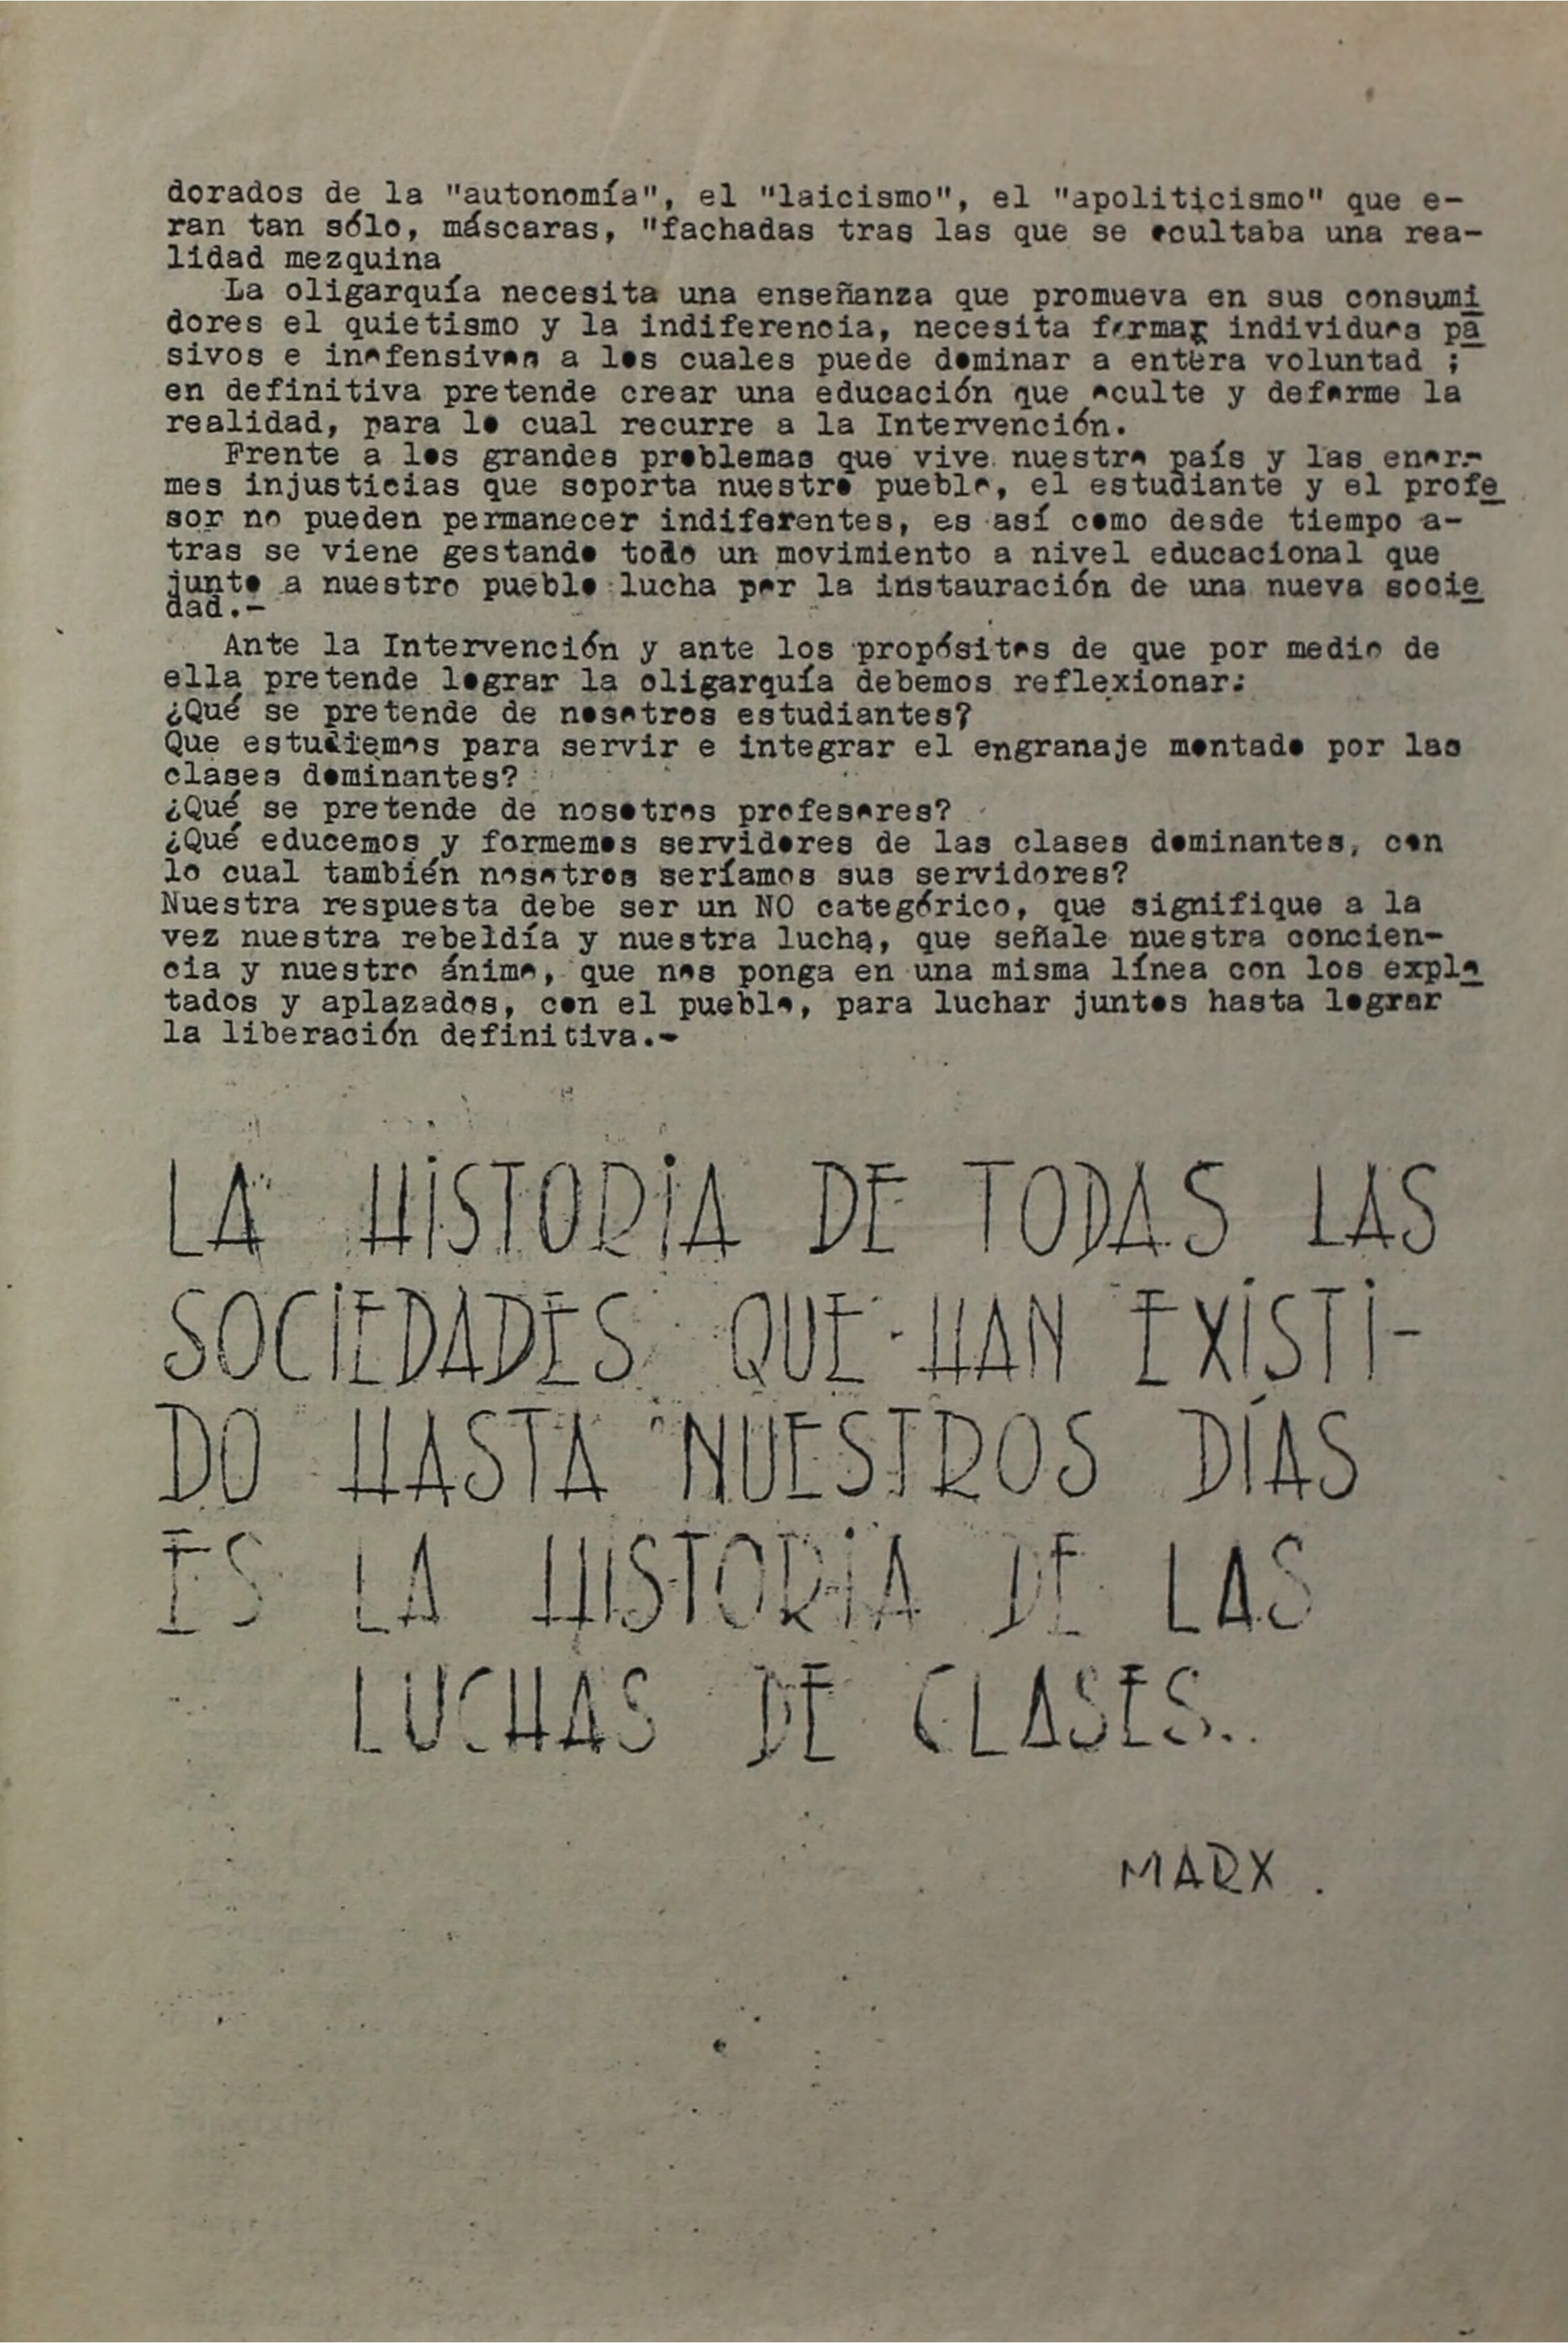 dorados de la "autonomía", el "laicismo", el "apoliticismo" que e-
ran tan sólo, máscaras, "fachadas tras las que se ocultaba una rea-
lidad mezquina
La oligarquía necesita una enseñanza que promueva en sus consumi
dores el quietismo y la indiferencia, necesita formar individuos pa
sivos e inofensivos a los cuales puede dominar a entera voluntad ;
en definitiva pretende crear una educación que oculte y deforme la
realidad, para lo cual recurre a la Intervención.
Frente a los grandes problemas que vive nuestro país y las enor-
mes injusticias que soporta nuestro pueblo, el estudiante y el profe
sor no pueden permanecer indiferentes, es así como desde tiempo a-
tras se viene gestando todo un movimiento a nivel educacional que
junto a nuestro pueblo lucha por la instauración de una nueva socie
dad.-
Ante la Intervención y ante los propósitos de que por medio de
ella pretende lograr la oligarquía debemos reflexionar:
¿Qué se pretende de nosotros estudiantes?
Que estudiemos para servir e integrar el engranaje montado por las
clases dominantes?
¿Qué se pretende de nosotros profesores?
¿Qué educemos y formemos servidores de las clases dominantes, con
lo cual también nosotros seríamos sus servidores?
Nuestra respuesta debe ser un NO categórico, que signifique a la
vez nuestra rebeldía y nuestra lucha, que señale nuestra concien-
cia y nuestro ánimo, que nos ponga en una misma línea con los explo
tados y aplazados, con el pueblo, para luchar juntos hasta lograr
la liberación definitiva.-
LA HISTORIA DE TODAS LAS
SOCIEDADES QUE HAN EXISTI-
DO HASTA NUESTROS DÍAS
ES LA HISTORIA DE LAS
LUCHAS DE CLASES..
MARX .